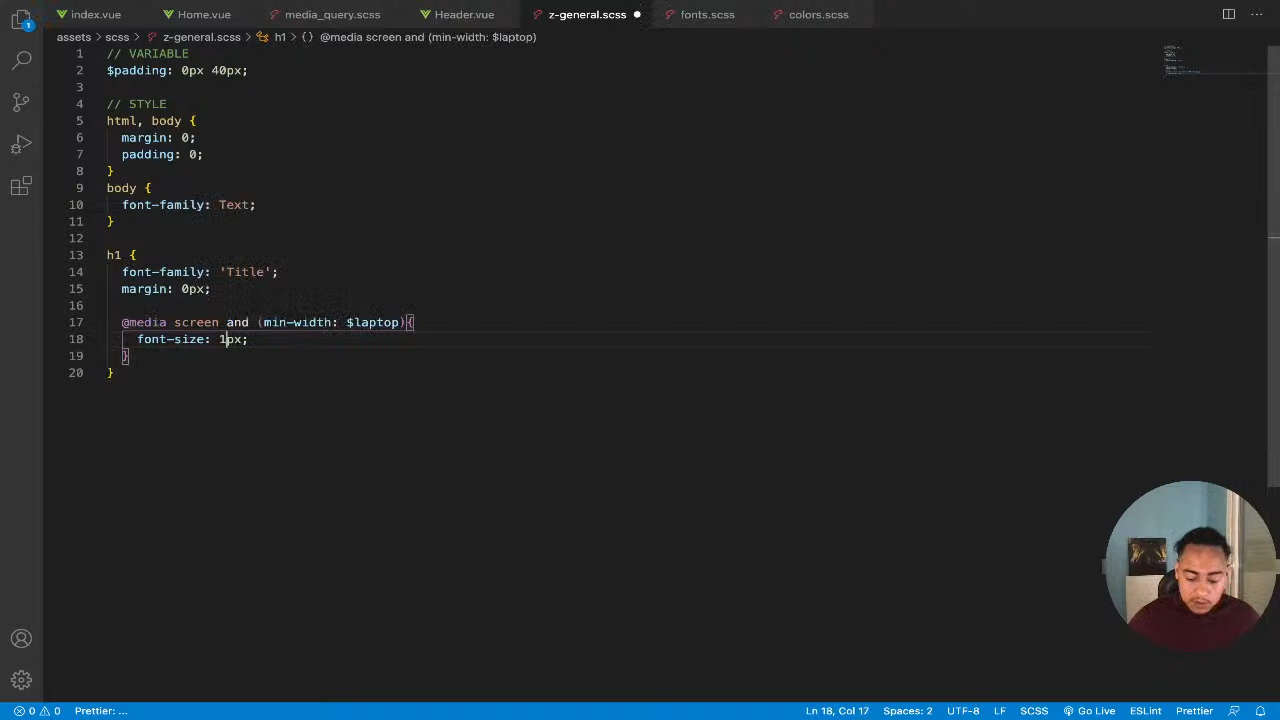 index.vue Home.vue media_query.scss Header.vue z-general.scss fonts.scss colors.scss
assets > scss > z-general.scss > h1 > {} @media screen and (min-width: $laptop)
1 // VARIABLE
2 $padding: 0px 40px;
3
4 // STYLE
5 html, body {
6 margin: 0;
7 padding: 0;
8 }
9 body {
10 font-family: Text;
11 }
12
13 h1 {
14 font-family: 'Title';
15 margin: 0px;
16
17 @media screen and (min-width: $laptop){
18 font-size: 1px;
19 }
20 }
1
0 0 Prettier: ... Ln 18, Col 17 Spaces: 2 UTF-8 LF SCSS Go Live ESLint Prettier